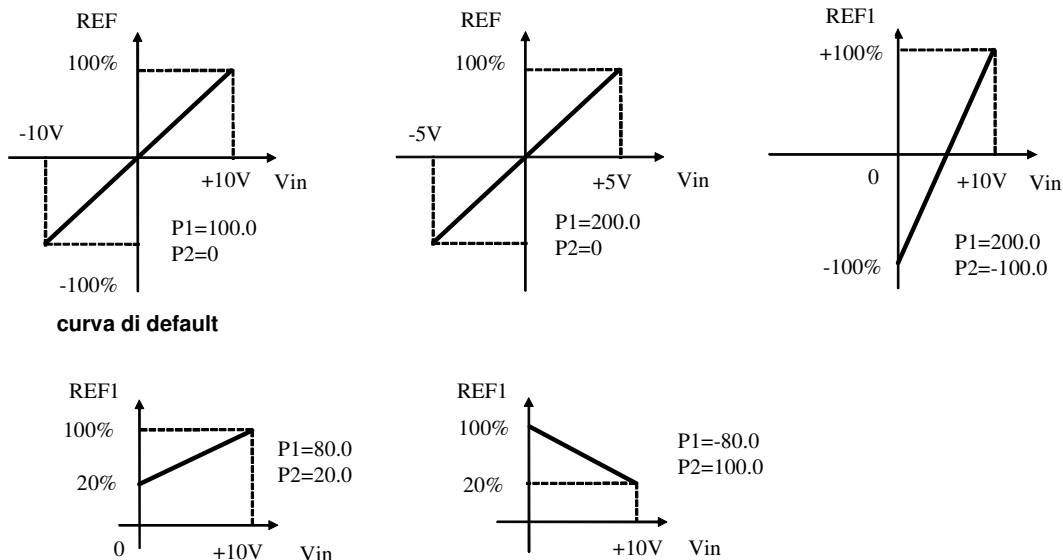 REF
100%
-10V
+10V Vin
P1=100.0
P2=0
-100%
curva di default
REF
100%
-5V
+5V Vin
P1=200.0
P2=0
REF1
+100%
0
+10V Vin
-100%
P1=200.0
P2=-100.0
REF1
100%
20%
P1=80.0
P2=20.0
0
+10V Vin
REF1
100%
20%
P1=-80.0
P2=100.0
+10V Vin